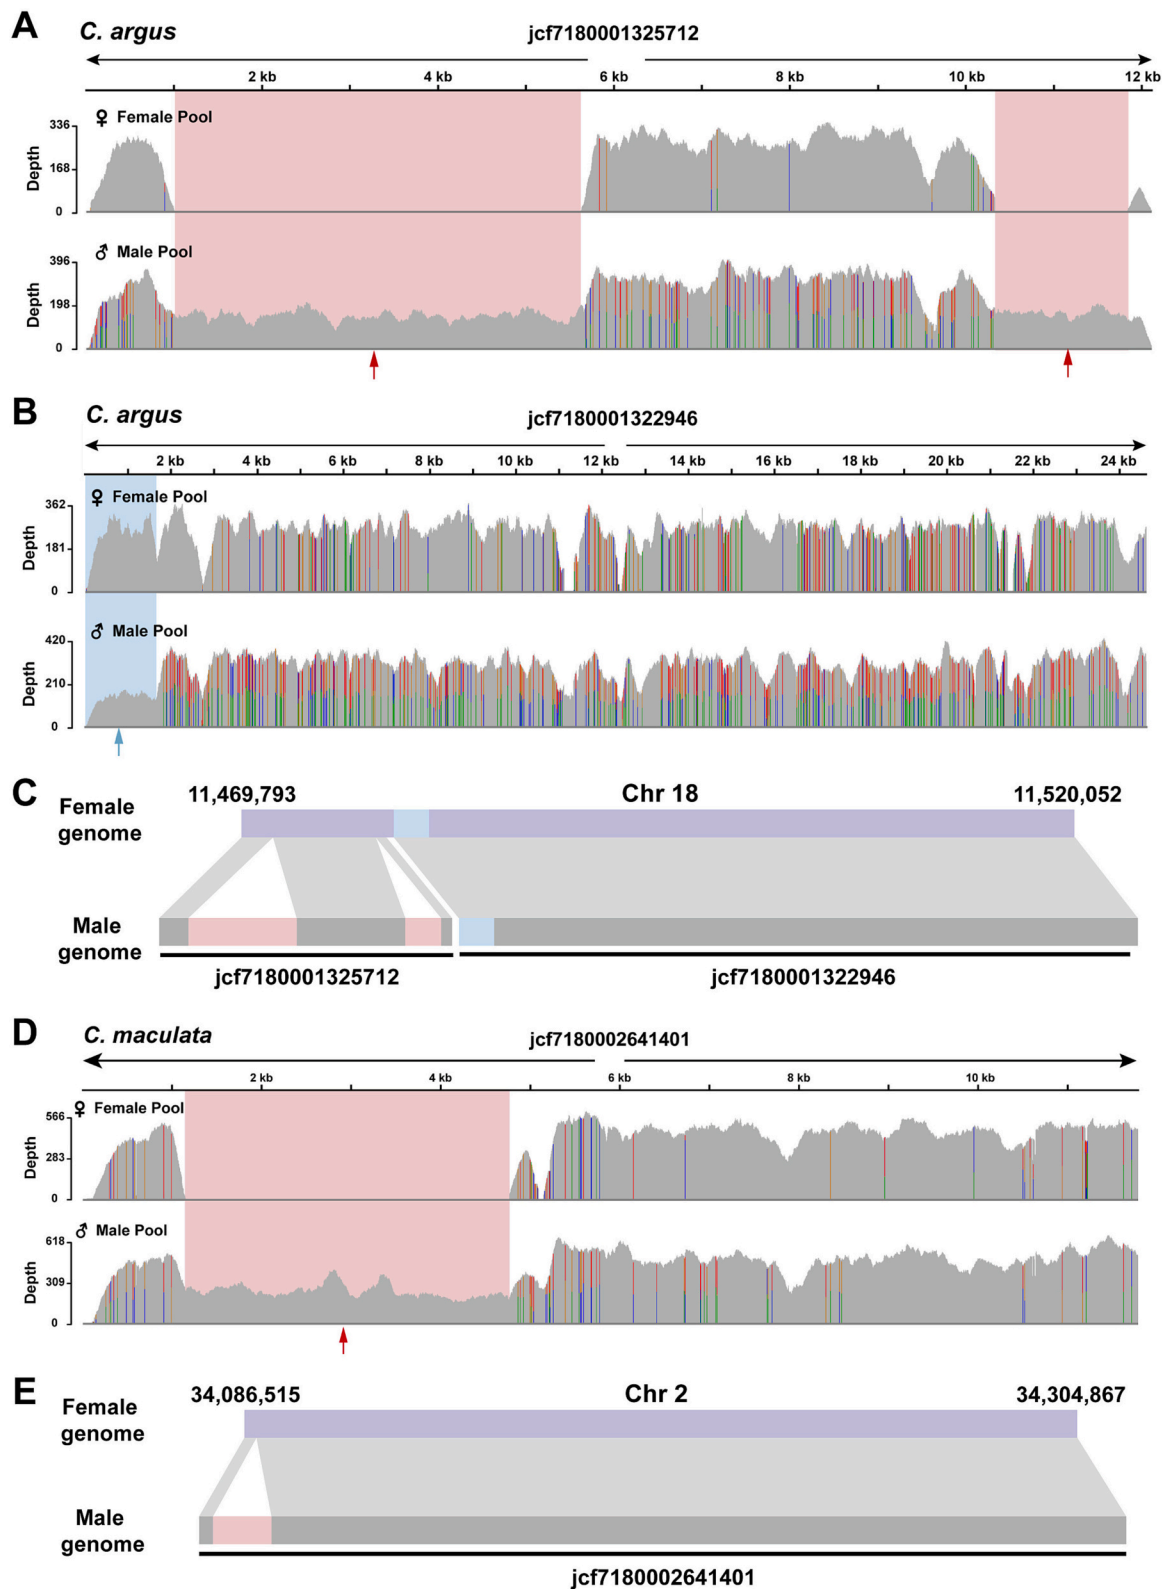 A
C. argus
jcf7180001325712
2 kb 4 kb 6 kb 8 kb 10 kb 12 kb
♀ Female Pool
336
168
0
Depth
♂ Male Pool
396
198
0
Depth
B
C. argus
jcf7180001322946
2 kb 4 kb 6 kb 8 kb 10 kb 12 kb 14 kb 16 kb 18 kb 20 kb 22 kb 24 kb
♀ Female Pool
362
181
0
Depth
♂ Male Pool
420
210
0
Depth
C
Female
genome
11,469,793 Chr 18 11,520,052
Male
genome
jcf7180001325712 jcf7180001322946
D
C. maculata
jcf7180002641401
2 kb 4 kb 6 kb 8 kb 10 kb
♀ Female Pool
566
283
0
Depth
♂ Male Pool
618
309
0
Depth
E
Female
genome
34,086,515 Chr 2 34,304,867
Male
genome
jcf7180002641401